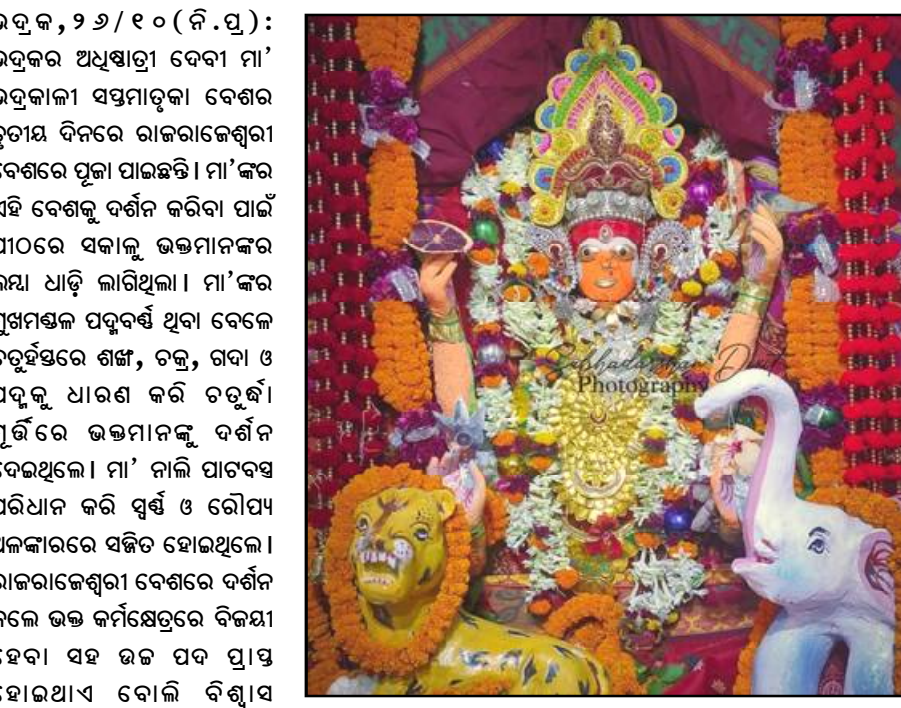 ଭଦ୍ରକ,୨୬/୧୦(ନି.ପ୍ର):
ଭଦ୍ରକର ଅଧିଷ୍ଠାତ୍ରୀ ଦେବୀ ମା’
ଭଦ୍ରକାଳୀ ସପ୍ତମାତୃକା ବେଶର
ତୃତୀୟ ଦିନରେ ରାଜରାଜେଶ୍ୱରୀ
ବେଶରେ ପୂଜା ପାଇଛନ୍ତି। ମା’ଙ୍କର
ଏହି ବେଶକୁ ଦର୍ଶନ କରିବା ପାଇଁ
ପୀଠରେ ସକାଳୁ ଭକ୍ତମାନଙ୍କର
ଲମ୍ବା ଧାଡ଼ି ଲାଗିଥିଲା। ମା’ଙ୍କର
ମୁଖମଣ୍ଡଳ ପଦ୍ମବର୍ଣ୍ଣ ଥିବା ବେଳେ
ଚତୁର୍ହସ୍ତରେ ଶଙ୍ଖ, ଚକ୍ର, ଗଦା ଓ
ପଦ୍ମକୁ ଧାରଣ କରି ଚତୁର୍ଦ୍ଧା
ମୂର୍ତ୍ତିରେ ଭକ୍ତମାନଙ୍କୁ ଦର୍ଶନ
ଦେଇଥିଲେ। ମା’ ନାଲି ପାଟବସ୍ତ୍ର
ପରିଧାନ କରି ସ୍ୱର୍ଣ୍ଣ ଓ ରୌପ୍ୟ
ଅଳଙ୍କାରରେ ସଜ୍ଜିତ ହୋଇଥିଲେ।
ରାଜରାଜେଶ୍ୱରୀ ବେଶରେ ଦର୍ଶନ
କଲେ ଭକ୍ତ କର୍ମକ୍ଷେତ୍ରରେ ବିଜୟୀ
ହେବା ସହ ଉଚ୍ଚ ପଦ ପ୍ରାପ୍ତ
ହୋଇଥାଏ ବୋଲି ବିଶ୍ୱାସ
Photography